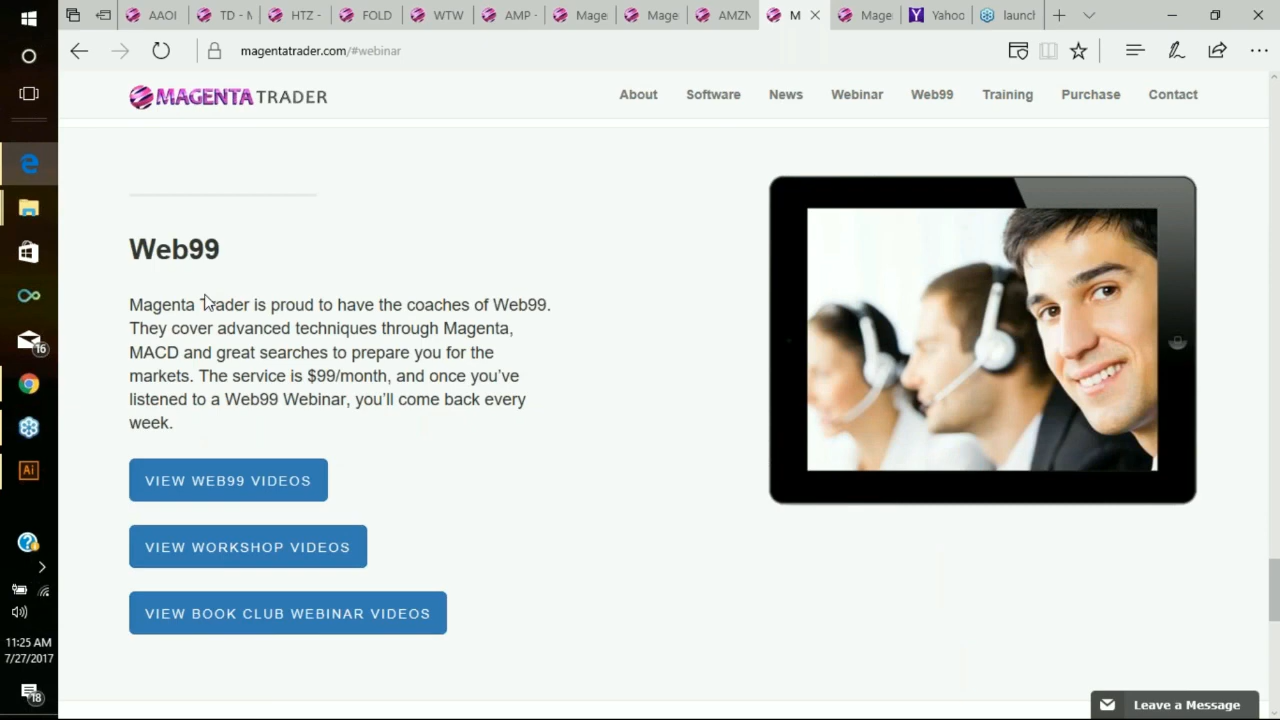 AAOI
TD - M
HTZ -
FOLD
WTW
AMP -
Mage
Mage
AMZN
M
Mage
Yahoo
launch
magentatrader.com/#webinar
MAGENTA TRADER
About
Software
News
Webinar
Web99
Training
Purchase
Contact
Web99
Magenta Trader is proud to have the coaches of Web99.
They cover advanced techniques through Magenta,
MACD and great searches to prepare you for the
markets. The service is $99/month, and once you've
listened to a Web99 Webinar, you'll come back every
week.
VIEW WEB99 VIDEOS
VIEW WORKSHOP VIDEOS
VIEW BOOK CLUB WEBINAR VIDEOS
16
Ai
11:25 AM
7/27/2017
18
Leave a Message